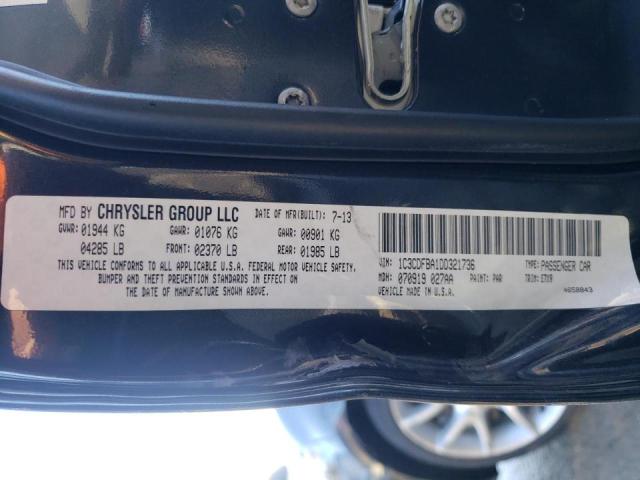 MFD BY CHRYSLER GROUP LLC DATE OF MFR(BUILT): 7-13
GVWR: 01944 KG GAWR: 01076 KG GAWR: 00901 KG
04285 LB FRONT: 02370 LB REAR: 01985 LB
THIS VEHICLE CONFORMS TO ALL APPLICABLE U.S.A. FEDERAL MOTOR VEHICLE SAFETY,
BUMPER AND THEFT PREVENTION STANDARDS IN EFFECT ON
THE DATE OF MANUFACTURE SHOWN ABOVE.
VIN: 1C3CDFBA1DD321736 TYPE: PASSENGER CAR
MDH: 070919 027AA PAINT: PAR TRIM: E7X9
VEHICLE MADE IN U.S.A. 4658843